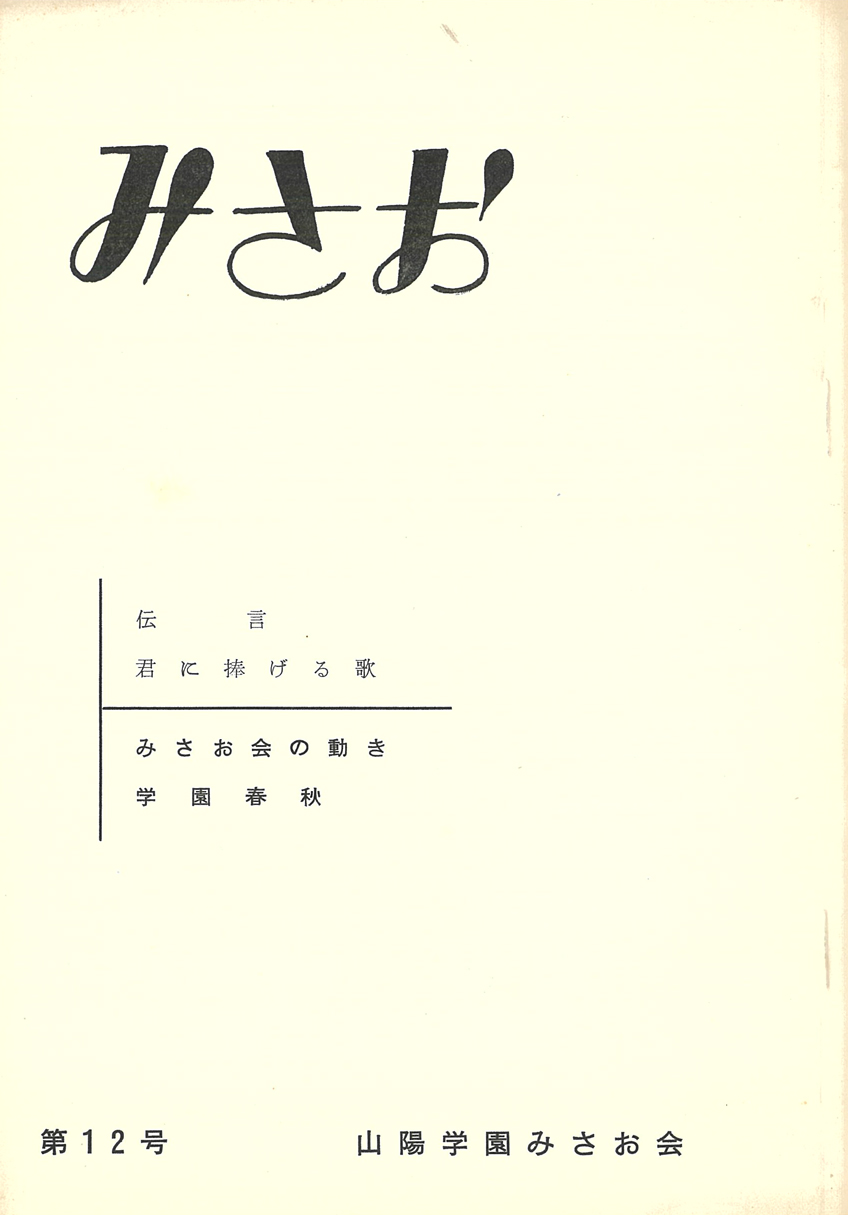 みさお
伝言
君に捧げる歌
みさお会の動き
学園春秋
第12号 山陽学園みさお会